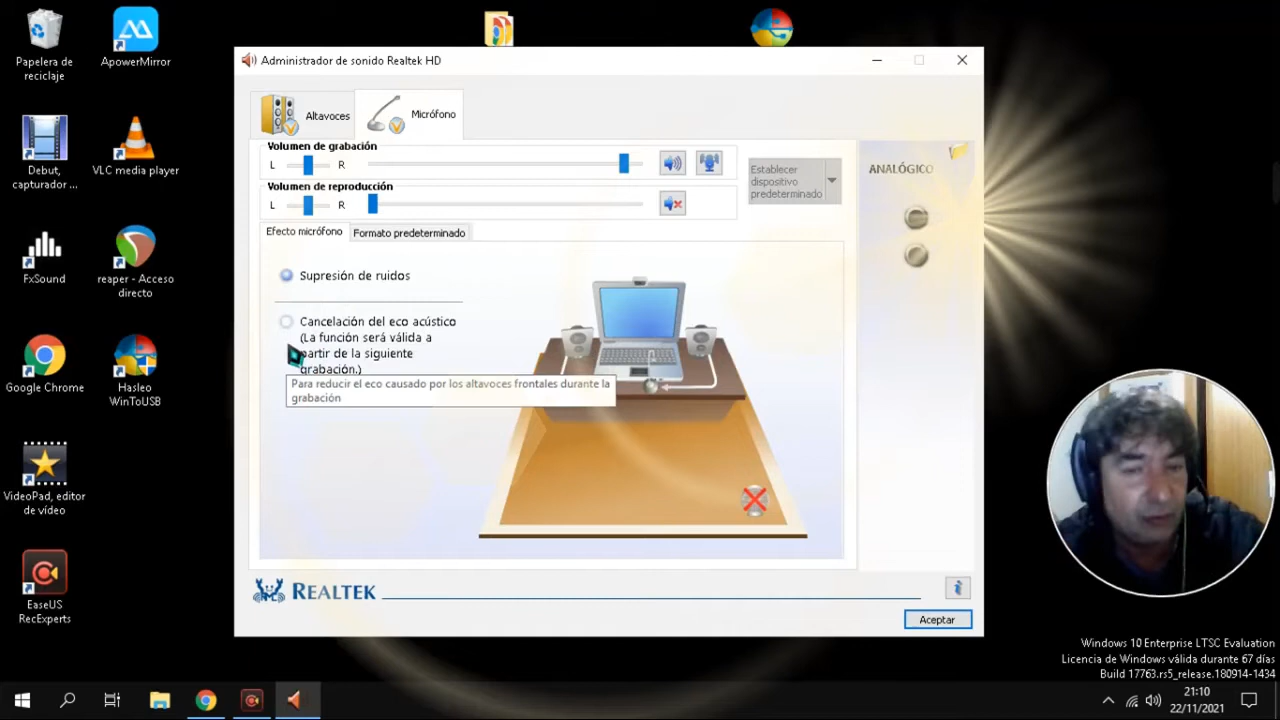 Papelera de
reciclaje
ApowerMirror
Debut,
capturador ...
VLC media player
FxSound
reaper - Acceso
directo
Google Chrome
Hasleo
WinToUSB
VideoPad, editor
de vídeo
EaseUS
RecExperts
Administrador de sonido Realtek HD
Altavoces
Micrófono
Volumen de grabación
L R
Volumen de reproducción
L R
Establecer
dispositivo
predeterminado
ANALÓGICO
Efecto micrófono
Formato predeterminado
Supresión de ruidos
Cancelación del eco acústico
(La función será válida a
partir de la siguiente
grabación.)
Para reducir el eco causado por los altavoces frontales durante la
grabación
REALTEK
Aceptar
Windows 10 Enterprise LTSC Evaluation
Licencia de Windows válida durante 67 días
Build 17763.rs5_release.180914-1434
21:10
22/11/2021